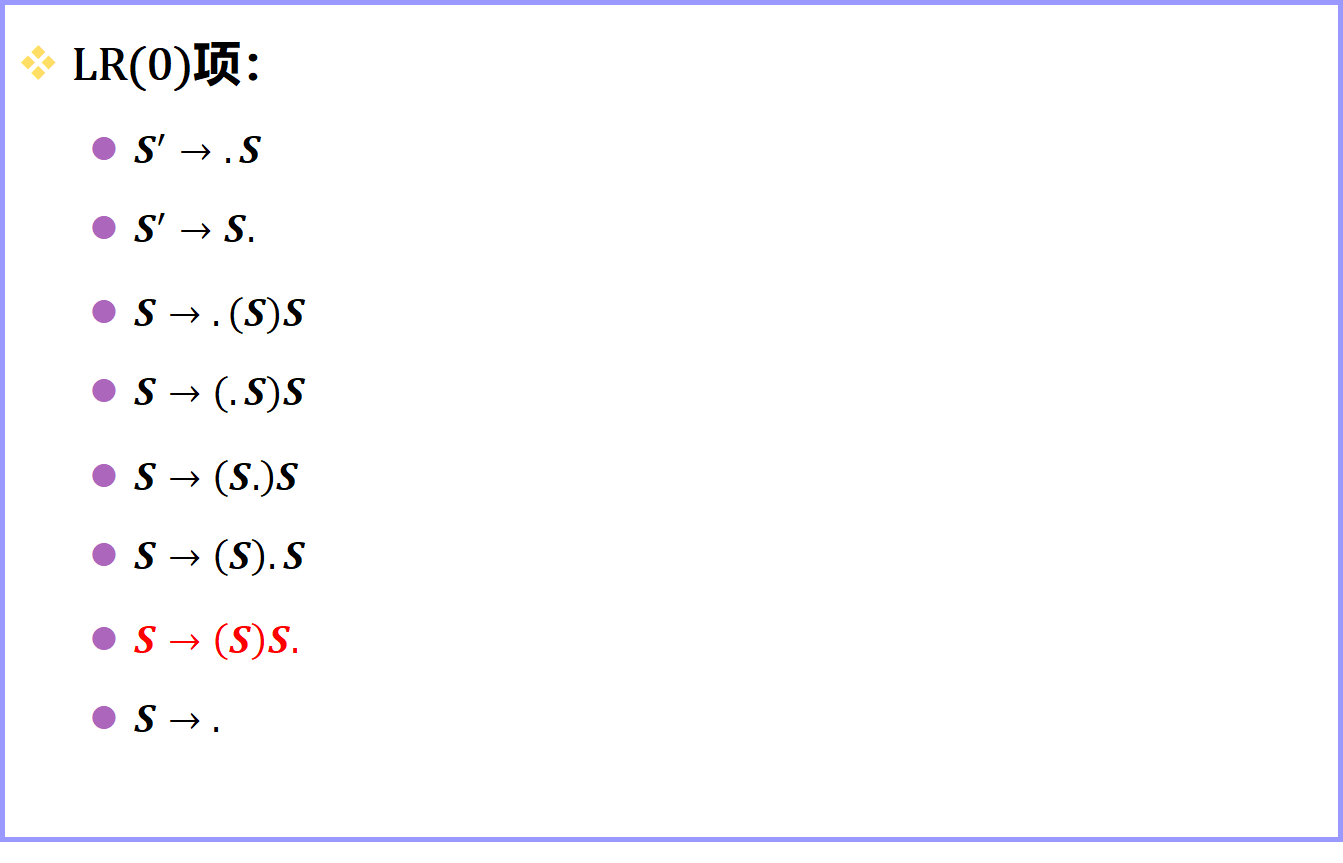 LR(0)项：
S′ → .S
S′ → S.
S → .(S)S
S → (.S)S
S → (S.)S
S → (S).S
S → (S)S.
S → .